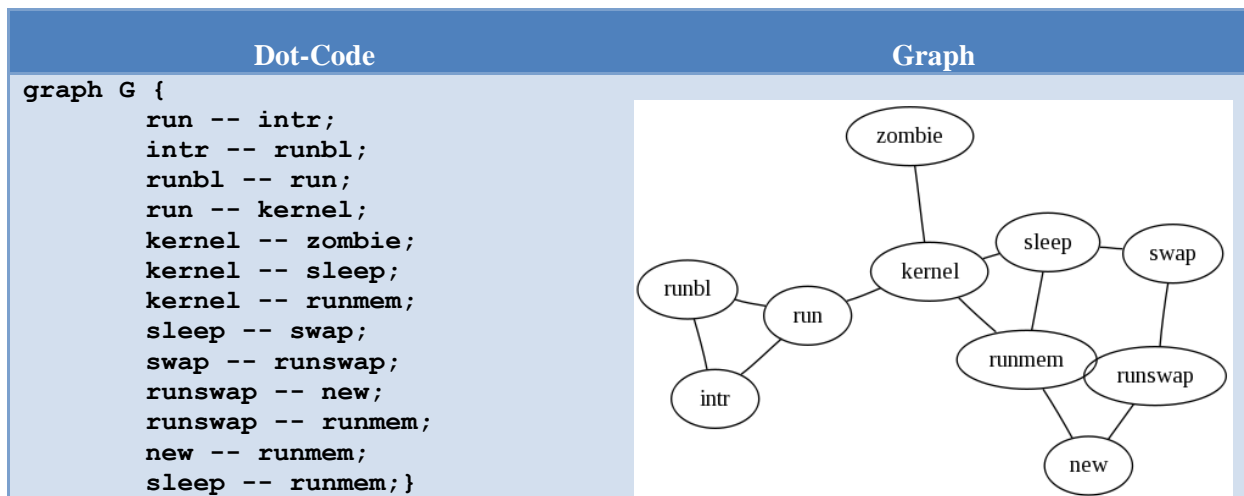 Dot-Code Graph
graph G {
run -- intr;
intr -- runbl;
runbl -- run;
run -- kernel;
kernel -- zombie;
kernel -- sleep;
kernel -- runmem;
sleep -- swap;
swap -- runswap;
runswap -- new;
runswap -- runmem;
new -- runmem;
sleep -- runmem;}
zombie
sleep
swap
kernel
runbl
run
runmem
runswap
intr
new